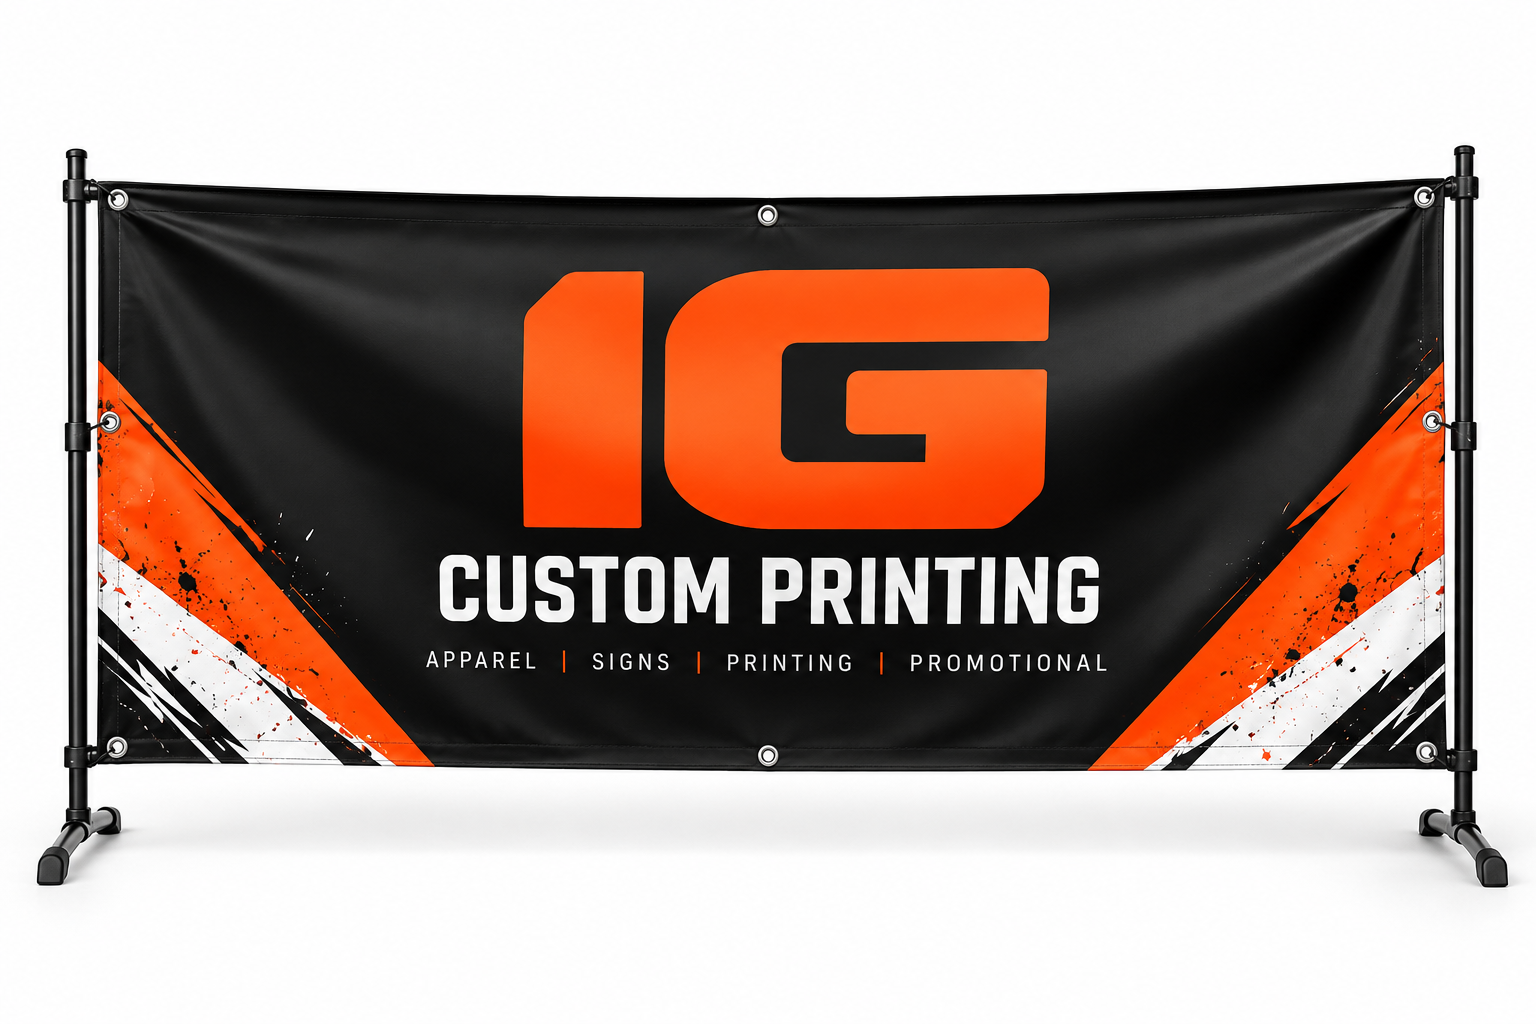 1G
CUSTOM PRINTING
APPAREL | SIGNS | PRINTING | PROMOTIONAL